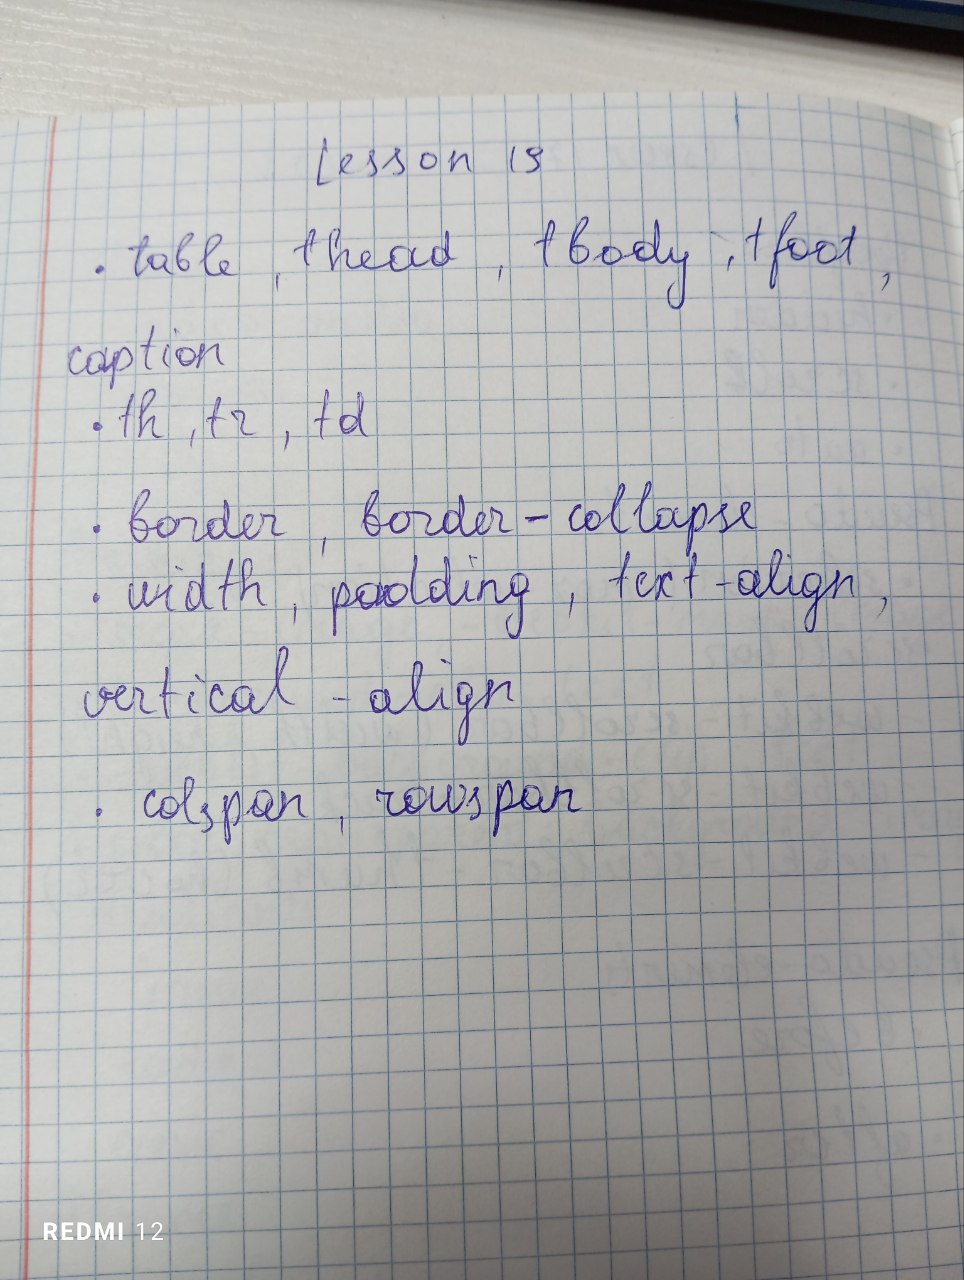 Lesson 19
. table, thead, tbody, tfoot,
caption
. th, tr, td
. border, border-collapse
. width, padding, text-align,
vertical-align
. colspan, rowspan
REDMI 12